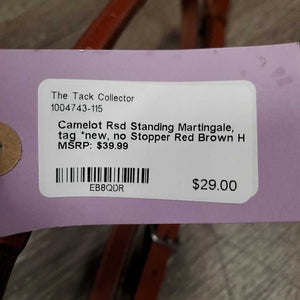 The Tack Collector
1004743-115
Camelot Rsd Standing Martingale,
tag *new, no Stopper Red Brown H
MSRP: $39.99
EB8QDR
$29.00